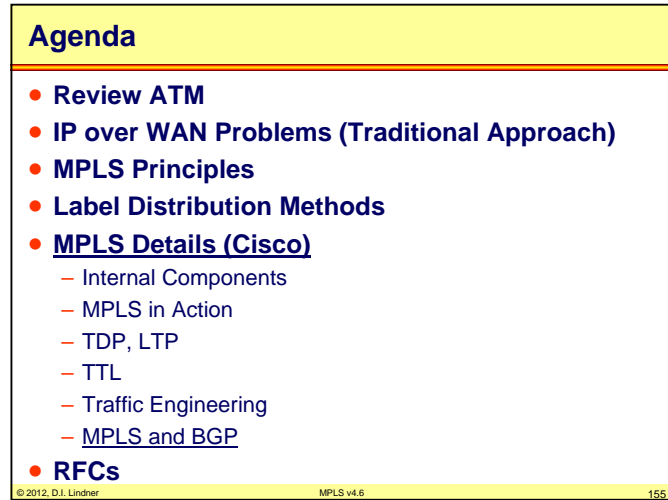 Agenda
• Review ATM
• IP over WAN Problems (Traditional Approach)
• MPLS Principles
• Label Distribution Methods
• MPLS Details (Cisco)
– Internal Components
– MPLS in Action
– TDP, LTP
– TTL
– Traffic Engineering
– MPLS and BGP
• RFCs
© 2012, D.I. Lindner MPLS v4.6 155